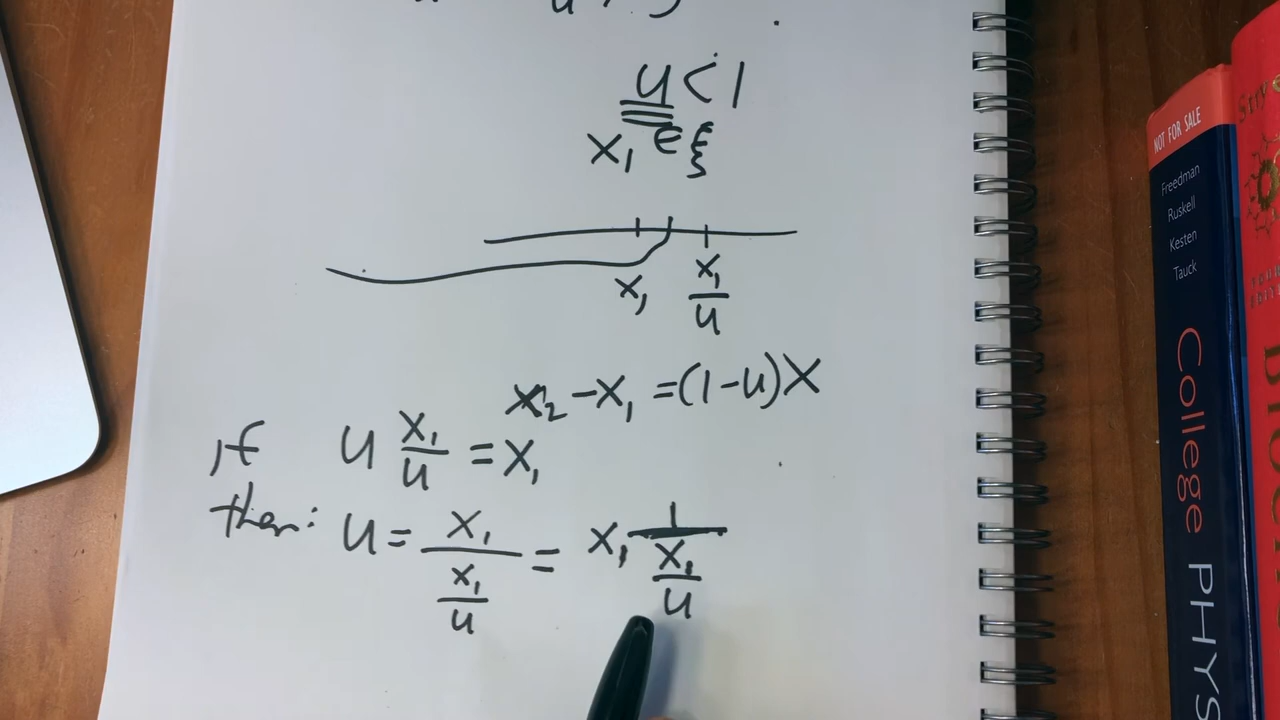 u < 1
x₁ ∈ ξ
x₁ x₁/u
x₂ - x₁ = (1-u)x
if u x₁/u = x₁
then: u = x₁/(x₁/u) = x₁ 1/(x₁/u)
NOT FOR SALE
Freedman
Ruskell
Kesten
Tauck
College PHYS